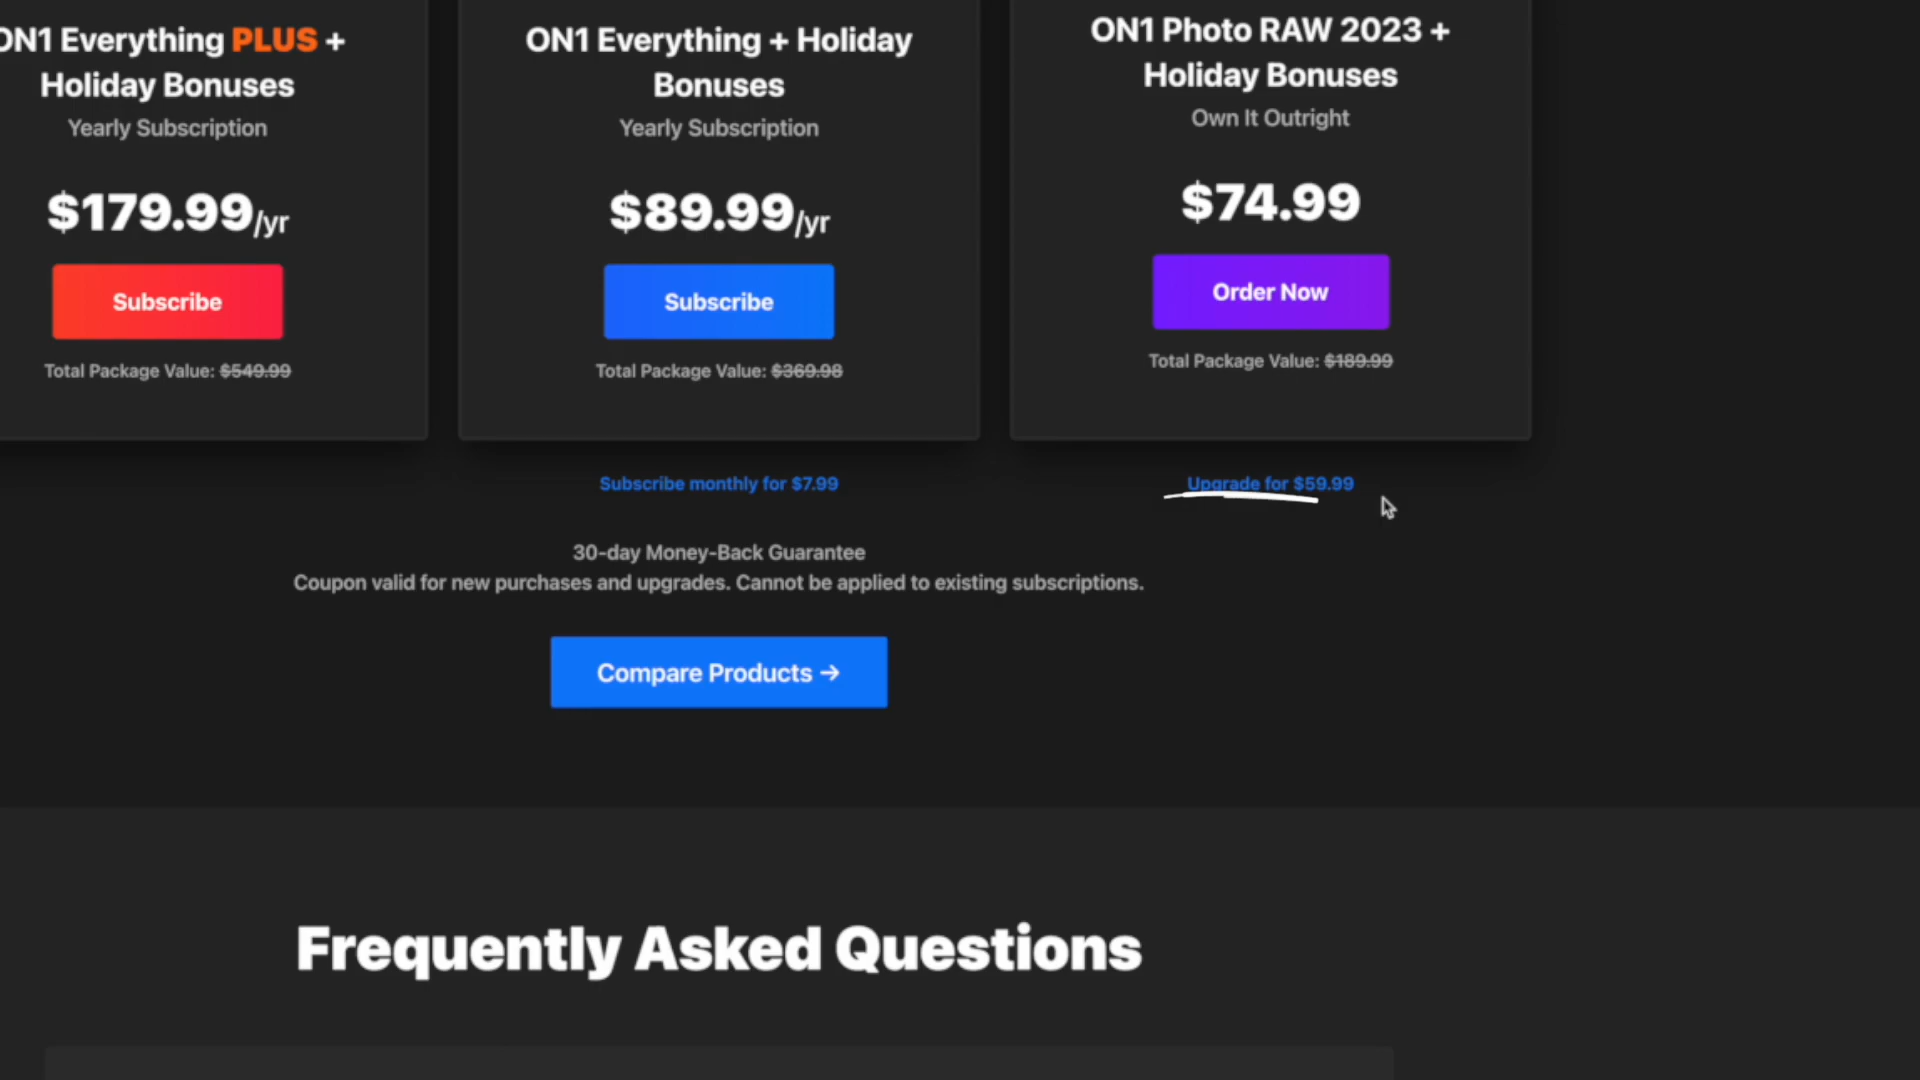 ON1 Everything PLUS +
Holiday Bonuses
Yearly Subscription
$179.99/yr
Subscribe
Total Package Value: $549.99
ON1 Everything + Holiday
Bonuses
Yearly Subscription
$89.99/yr
Subscribe
Total Package Value: $369.98
Subscribe monthly for $7.99
ON1 Photo RAW 2023 +
Holiday Bonuses
Own It Outright
$74.99
Order Now
Total Package Value: $189.99
Upgrade for $59.99
30-day Money-Back Guarantee
Coupon valid for new purchases and upgrades. Cannot be applied to existing subscriptions.
Compare Products →
Frequently Asked Questions